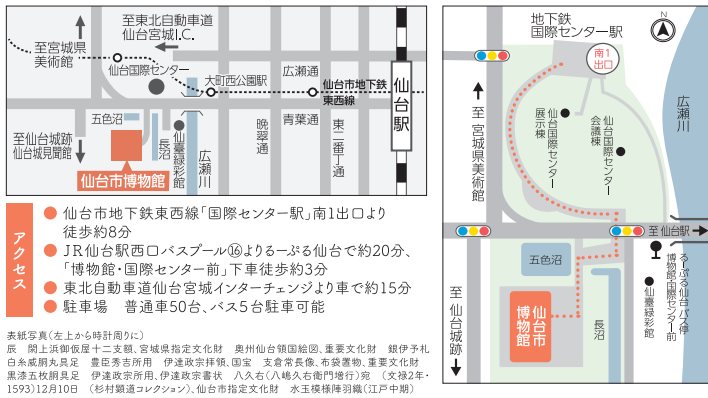 至東北自動車道
仙台宮城I.C.
至宮城県
美術館
仙台国際センター
大町西公園駅
広瀬通
仙台市地下鉄
東西線
仙台駅
五色沼
青葉通
至仙台城跡
仙台城見聞館
長沼
仙臺緑彩館
広瀬川
晩翠通
東二番丁通
仙台市博物館
アクセス
仙台市地下鉄東西線「国際センター駅」南1出口より
徒歩約8分
JR仙台駅西口バスプール⑯よりるーぷる仙台で約20分、
「博物館・国際センター前」下車徒歩約3分
東北自動車道仙台宮城インターチェンジより車で約15分
駐車場 普通車50台、バス5台駐車可能
表紙写真(左上から時計周りに)
辰 閖上浜御仮屋十二支額、宮城県指定文化財 奥州仙台領国絵図、重要文化財 銀伊予札
白糸威胴丸具足 豊臣秀吉所用 伊達政宗拝領、国宝 支倉常長像、布袋置物、重要文化財
黒漆五枚胴具足 伊達政宗所用、伊達政宗書状 八久右(八嶋久右衛門増行)宛 (文禄2年・
1593)12月10日 (杉村顕道コレクション)、仙台市指定文化財 水玉模様陣羽織(江戸中期)
地下鉄
国際センター駅
南1
出口
N
広瀬川
至宮城県美術館
仙台国際センター
展示棟
仙台国際センター
会議棟
至仙台駅
五色沼
るーぷる仙台バス停
博物館・国際センター前
仙臺緑彩館
仙台市
博物館
長沼
至仙台城跡